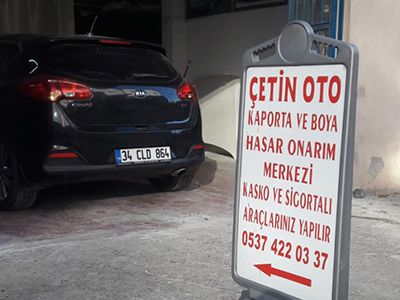 ÇETİN OTO
KAPORTA VE BOYA
HASAR ONARIM
MERKEZİ
KASKO VE SİGORTALI
ARAÇLARINIZ YAPILIR
0537 422 03 37
KIA
34 CLD 864